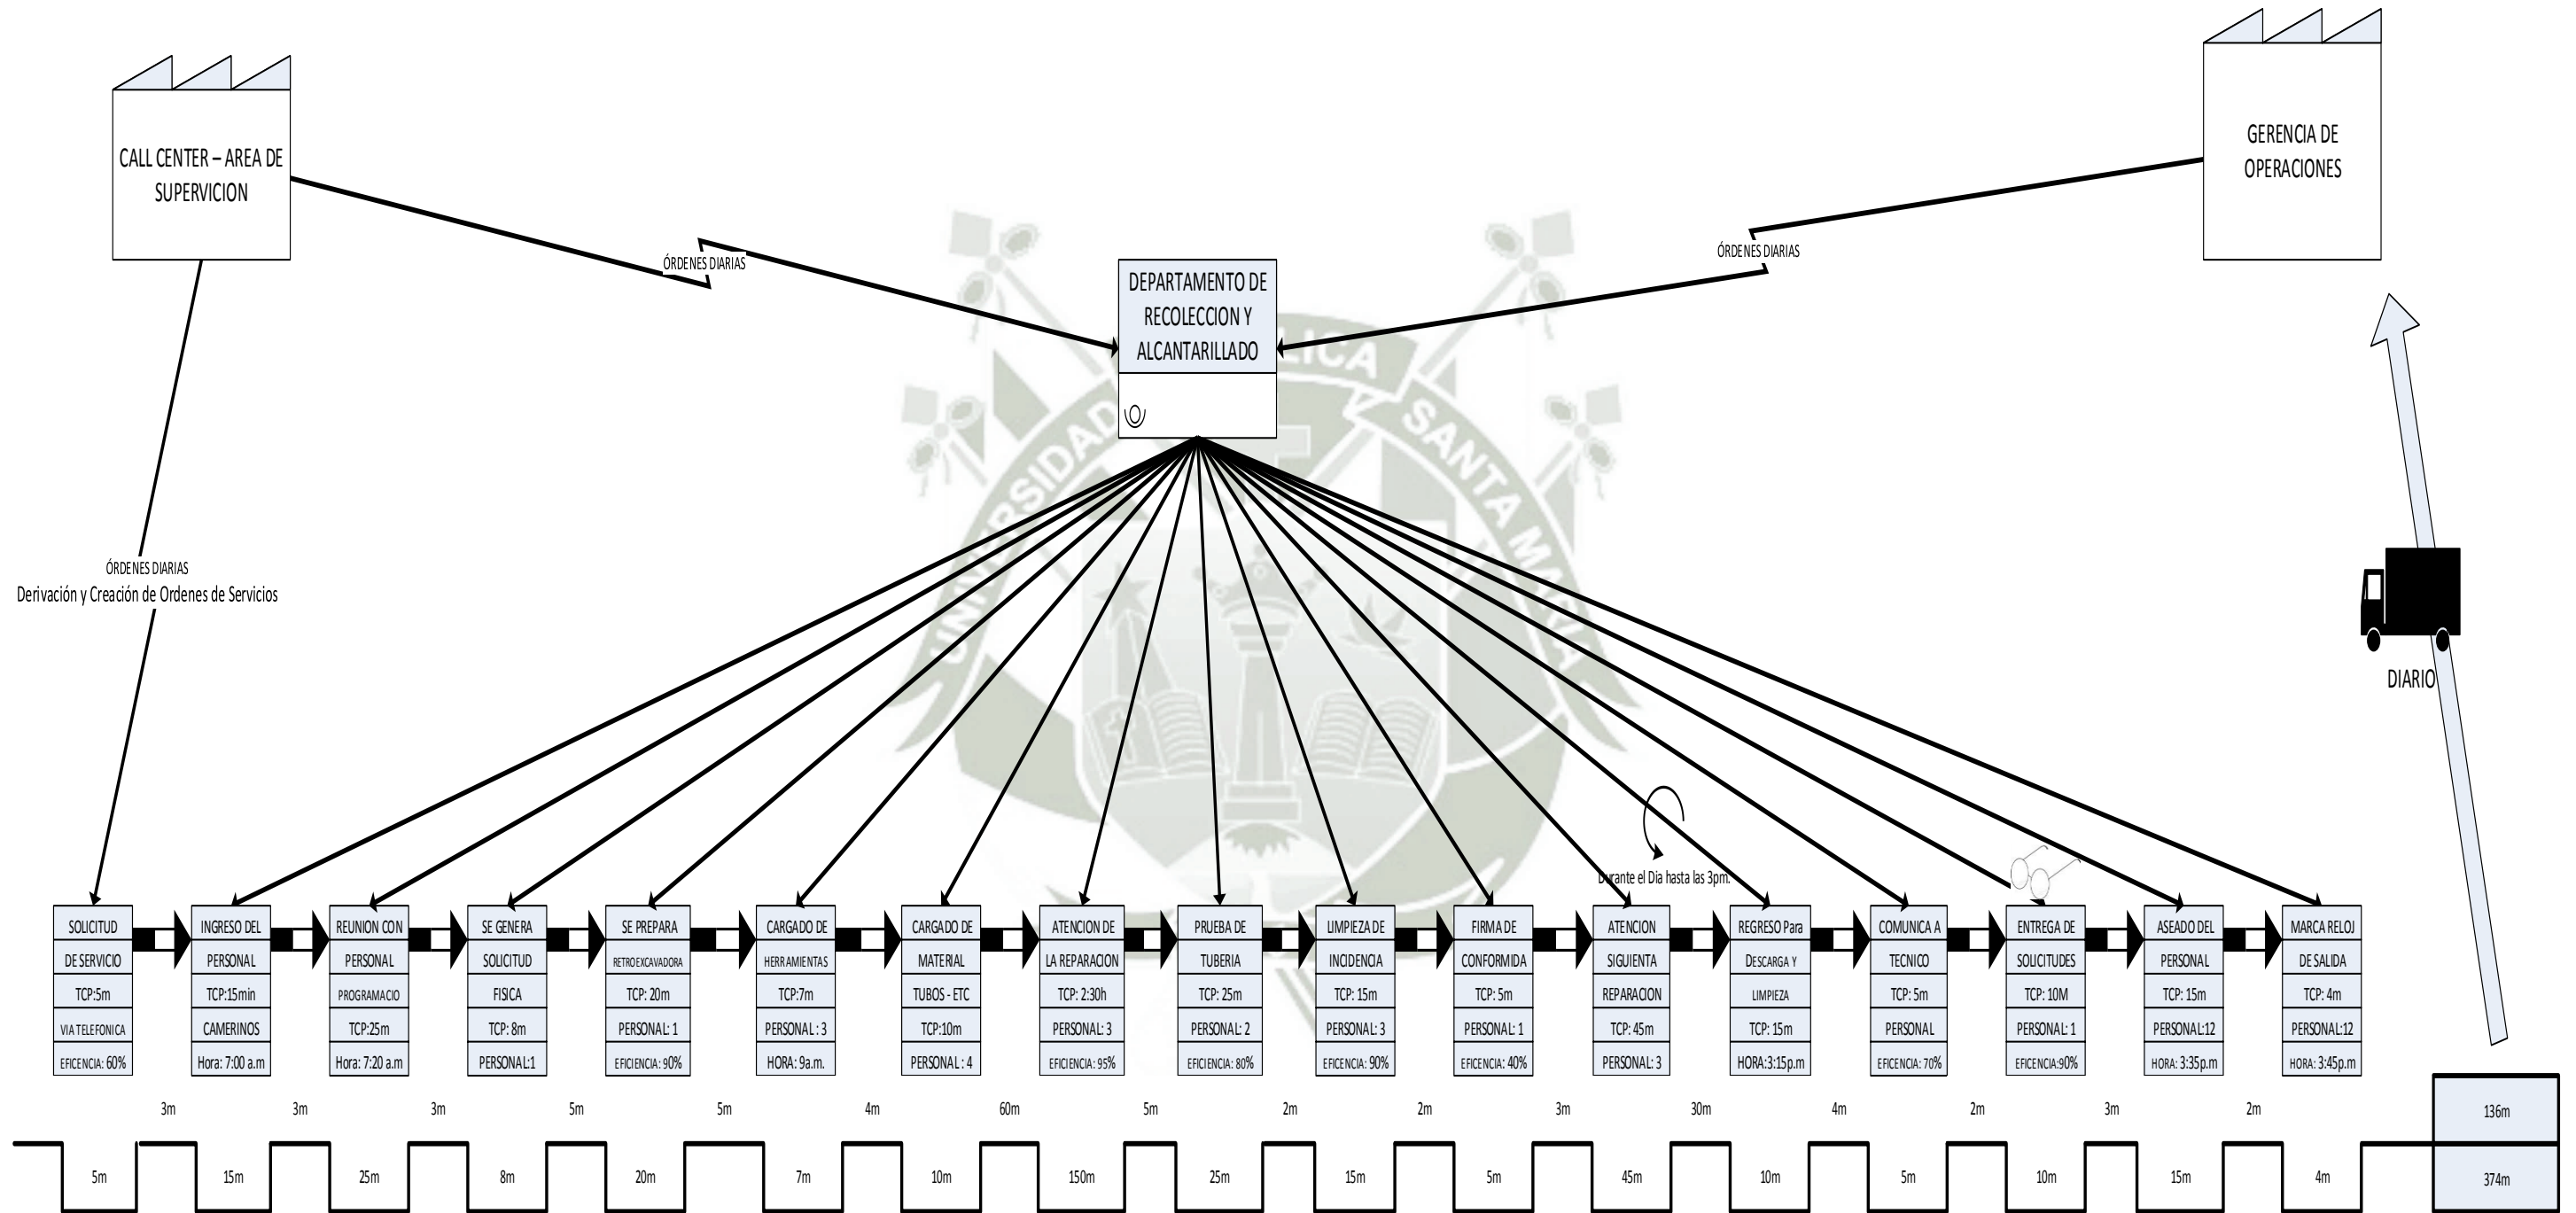 CALL CENTER – AREA DE
SUPERVICION
GERENCIA DE
OPERACIONES
ÓRDENES DIARIAS
ÓRDENES DIARIAS
DEPARTAMENTO DE
RECOLECCION Y
ALCANTARILLADO
UNIVERSIDAD
SANTA MARIA
ÓRDENES DIARIAS
Derivación y Creación de Ordenes de Servicios
DIARIO
Durante el Dia hasta las 3pm.
SOLICITUD
DE SERVICIO
TCP:5m
VIA TELEFONICA
EFICENCIA: 60%
INGRESO DEL
PERSONAL
TCP:15min
CAMERINOS
Hora: 7:00 a.m
REUNION CON
PERSONAL
PROGRAMACIO
TCP:25m
Hora: 7:20 a.m
SE GENERA
SOLICITUD
FISICA
TCP: 8m
PERSONAL:1
SE PREPARA
RETROEXCAVADORA
TCP: 20m
PERSONAL: 1
EFICIENCIA: 90%
CARGADO DE
HERRAMIENTAS
TCP:7m
PERSONAL : 3
HORA: 9a.m.
CARGADO DE
MATERIAL
TUBOS - ETC
TCP:10m
PERSONAL : 4
ATENCION DE
LA REPARACION
TCP: 2:30h
PERSONAL: 3
EFICIENCIA: 95%
PRUEBA DE
TUBERIA
TCP: 25m
PERSONAL: 2
EFICIENCIA: 80%
LIMPIEZA DE
INCIDENCIA
TCP: 15m
PERSONAL: 3
EFICENCIA: 90%
FIRMA DE
CONFORMIDA
TCP: 5m
PERSONAL: 1
EFICENCIA: 40%
ATENCION
SIGUIENTA
REPARACION
TCP: 45m
PERSONAL: 3
REGRESO Para
DESCARGA Y
LIMPIEZA
TCP: 15m
HORA:3:15p.m
COMUNICA A
TECNICO
TCP: 5m
PERSONAL
EFICENCIA: 70%
ENTREGA DE
SOLICITUDES
TCP: 10M
PERSONAL: 1
EFICENCIA:90%
ASEADO DEL
PERSONAL
TCP: 15m
PERSONAL:12
HORA: 3:35p.m
MARCA RELOJ
DE SALIDA
TCP: 4m
PERSONAL:12
HORA: 3:45p.m
3m 3m 3m 5m 5m 4m 60m 5m 2m 2m 3m 30m 4m 2m 3m 2m 136m
5m 15m 25m 8m 20m 7m 10m 150m 25m 15m 5m 45m 10m 5m 10m 15m 4m 374m